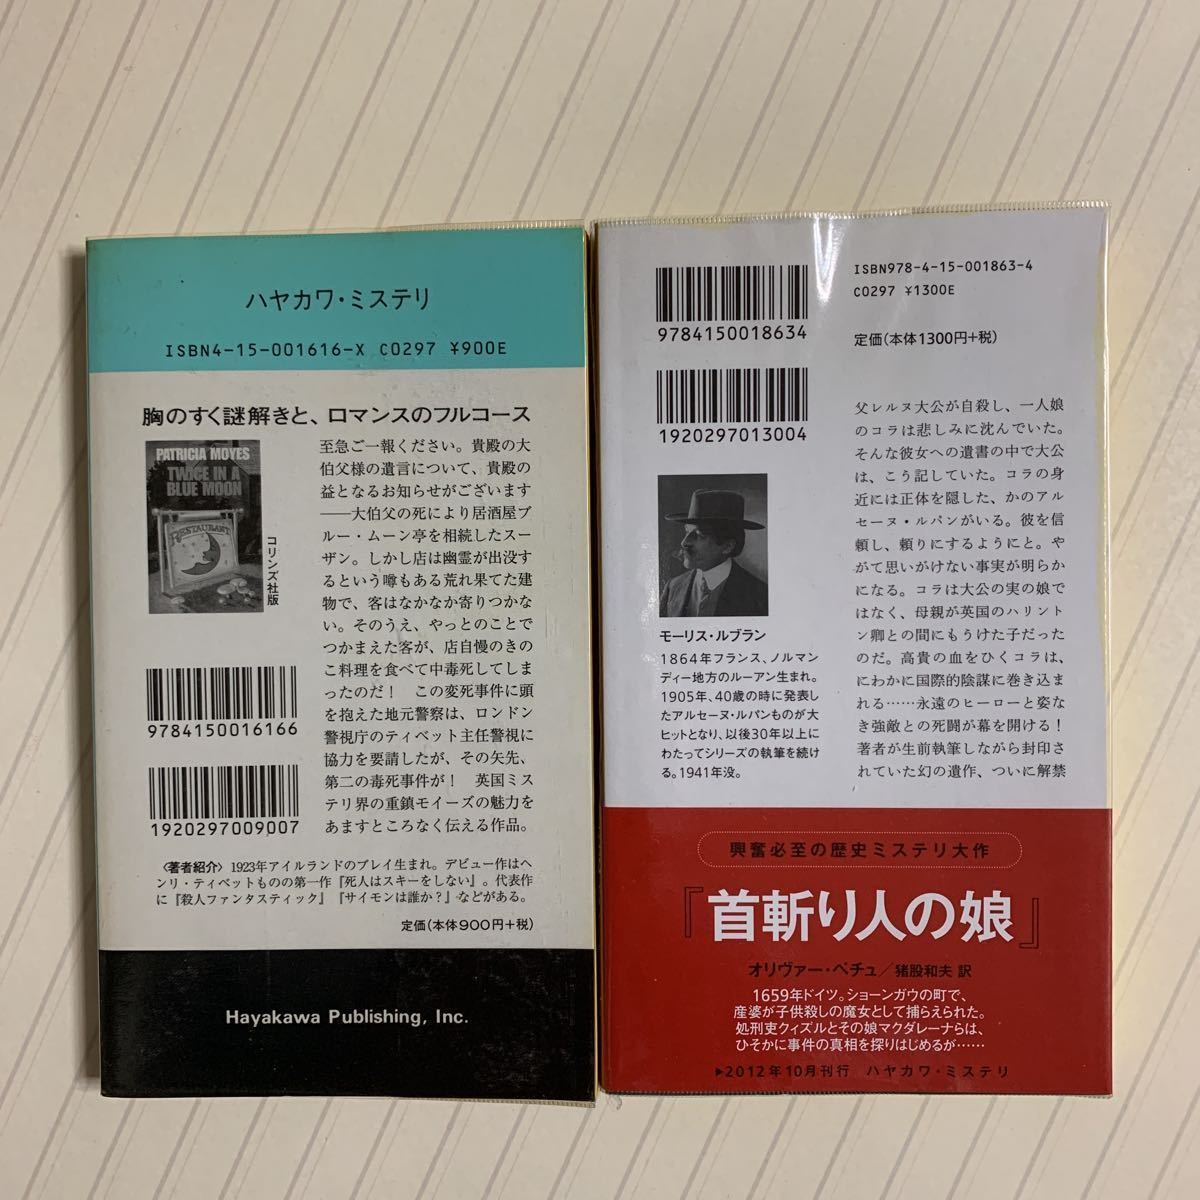 ハヤカワ・ミステリ
ISBN4-15-001616-X C0297 ¥900E
胸のすく謎解きと、ロマンスのフルコース
PATRICIA MOYES
TWICE IN A
BLUE MOON
RESTAURANT
コリンズ社版
至急ご一報ください。貴殿の大
伯父様の遺言について、貴殿の
益となるお知らせがございます
――大伯父の死により居酒屋ブ
ルー・ムーン亭を相続したスー
ザン。しかし店は幽霊が出没す
るという噂もある荒れ果てた建
物で、客はなかなか寄りつかな
い。そのうえ、やっとのことで
つかまえた客が、店自慢のきの
こ料理を食べて中毒死してしま
ったのだ！ この変死事件に頭
を抱えた地元警察は、ロンドン
警視庁のティベット主任警視に
協力を要請したが、その矢先、
第二の毒死事件が！ 英国ミス
テリ界の重鎮モイーズの魅力を
あますところなく伝える作品。
9784150016166
1920297009007
〈著者紹介〉1923年アイルランドのブレイ生まれ。デビュー作はヘ
ンリ・ティベットものの第一作『死人はスキーをしない』。代表作
に『殺人ファンタスティック』『サイモンは誰か？』などがある。
定価（本体900円＋税）
Hayakawa Publishing, Inc.
9784150018634
1920297013004
ISBN978-4-15-001863-4
C0297 ¥1300E
定価（本体1300円＋税）
父レルヌ大公が自殺し、一人娘
のコラは悲しみに沈んでいた。
そんな彼女への遺書の中で大公
は、こう記していた。コラの身
近には正体を隠した、かのアル
セーヌ・ルパンがいる。彼を信
頼し、頼りにするようにと。や
がて思いがけない事実が明らか
になる。コラは大公の実の娘で
はなく、母親が英国のハリント
ン卿との間にもうけた子だった
のだ。高貴の血をひくコラは、
にわかに国際的陰謀に巻き込ま
れる……永遠のヒーローと姿な
き強敵との死闘が幕を開ける！
著者が生前執筆しながら封印さ
れていた幻の遺作、ついに解禁
モーリス・ルブラン
1864年フランス、ノルマン
ディー地方のルーアン生まれ。
1905年、40歳の時に発表し
たアルセーヌ・ルパンものが大
ヒットとなり、以後30年以上に
わたってシリーズの執筆を続け
る。1941年没。
興奮必至の歴史ミステリ大作
『首斬り人の娘』
オリヴァー・ペチュ／猪股和夫 訳
1659年ドイツ。ショーンガウの町で、
産婆が子供殺しの魔女として捕らえられた。
処刑吏クィズルとその娘マクダレーナらは、
ひそかに事件の真相を探りはじめるが……
▶2012年10月刊行 ハヤカワ・ミステリ